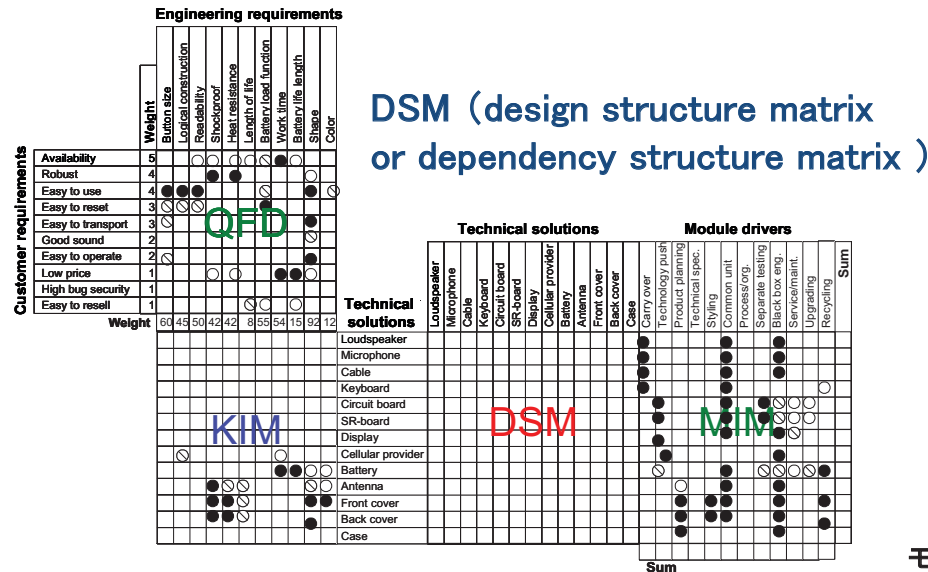 Engineering requirements
Weight
Button size
Logical construction
Readability
Shockproof
Heat resistance
Length of life
Battery load function
Work time
Battery life length
Shape
Color
DSM (design structure matrix
or dependency structure matrix )
Customer requirements
Availability 5
Robust 4
Easy to use 4
Easy to reset 3
Easy to transport 3
Good sound 2
Easy to operate 2
Low price 1
High bug security 1
Easy to resell 1
Weight 60 45 50 42 42 8 55 54 15 92 12
QFD
Technical solutions
Module drivers
Technical
solutions
Loudspeaker
Microphone
Cable
Keyboard
Circuit board
SR-board
Display
Cellular provider
Battery
Antenna
Front cover
Back cover
Case
Carry over
Technology push
Product planning
Technical spec.
Styling
Common unit
Process/org.
Separate testing
Black box eng.
Service/maint.
Upgrading
Recycling
Sum
Loudspeaker
Microphone
Cable
Keyboard
Circuit board
SR-board
Display
Cellular provider
Battery
Antenna
Front cover
Back cover
Case
KIM
DSM
MIM
Sum
モ